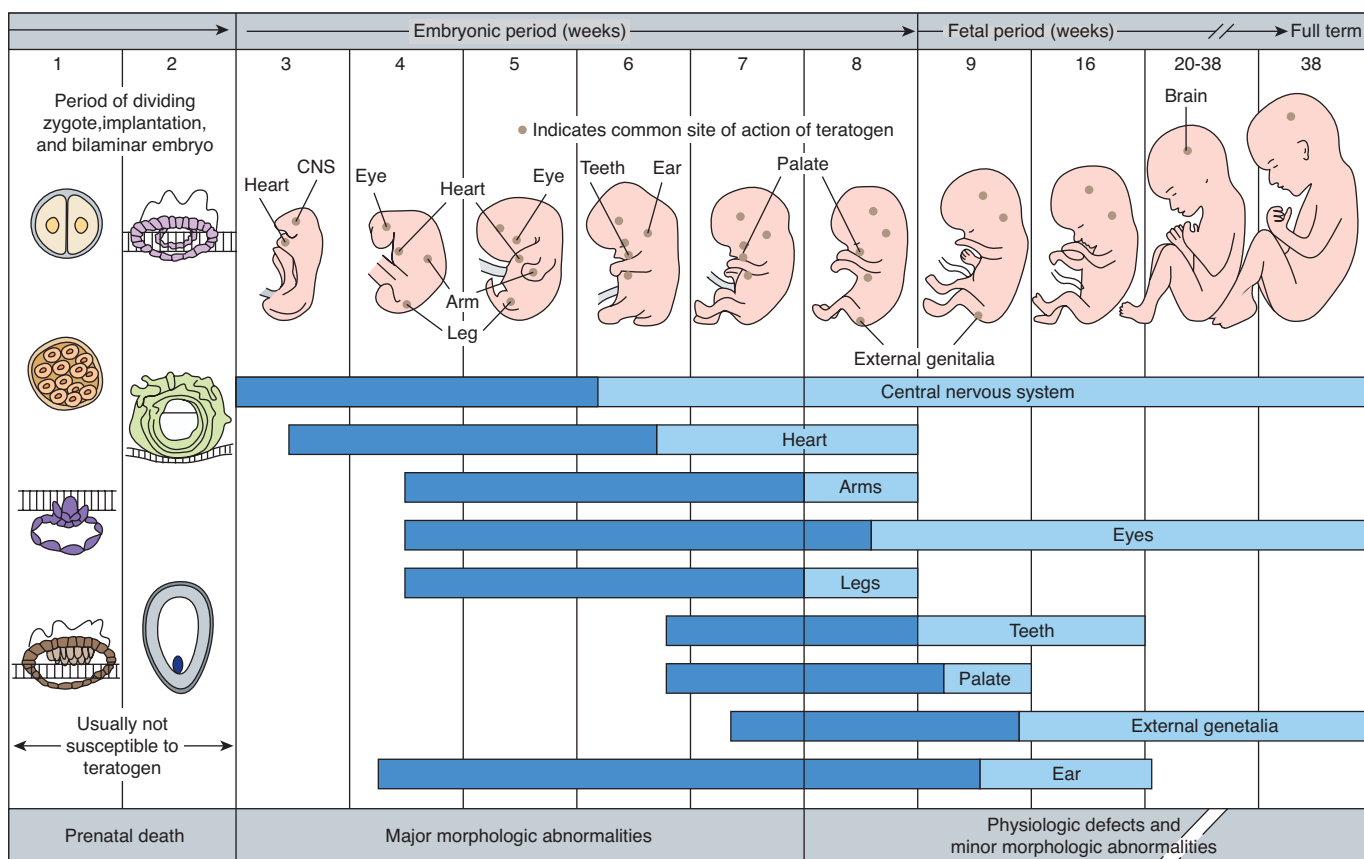 Embryonic period (weeks)
Fetal period (weeks)
Full term
1
2
3
4
5
6
7
8
9
16
20-38
38
Period of dividing
zygote,implantation,
and bilaminar embryo
Indicates common site of action of teratogen
Brain
CNS
Heart
Eye
Heart
Eye
Teeth
Ear
Palate
Arm
Leg
External genitalia
Central nervous system
Heart
Arms
Eyes
Legs
Teeth
Palate
External genetalia
Ear
Usually not
susceptible to
teratogen
Prenatal death
Major morphologic abnormalities
Physiologic defects and
minor morphologic abnormalities